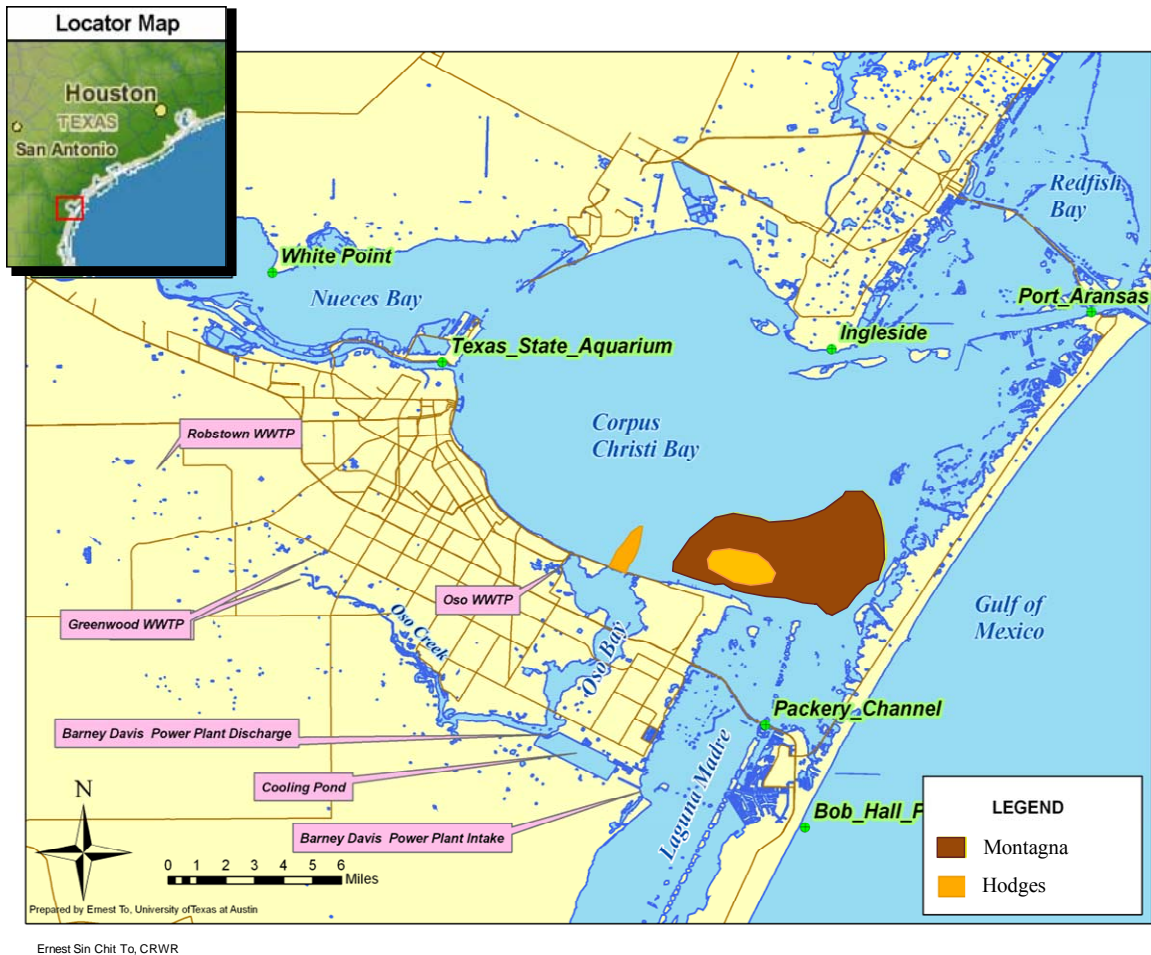 Locator Map
Houston
TEXAS
San Antonio
Redfish
Bay
White Point
Nueces Bay
Port_Aransas
Ingleside
Texas_State_Aquarium
Corpus
Christi Bay
Robstown WWTP
Oso WWTP
Gulf of
Mexico
Greenwood WWTP
Oso Creek
Oso Bay
Packery_Channel
Barney Davis Power Plant Discharge
Cooling Pond
Laguna Madre
Bob_Hall_P
Barney Davis Power Plant Intake
LEGEND
Montagna
Hodges
N
0 1 2 3 4 5 6
Miles
Prepared by Ernest To, University of Texas at Austin
Ernest Sin Chit To, CRWR